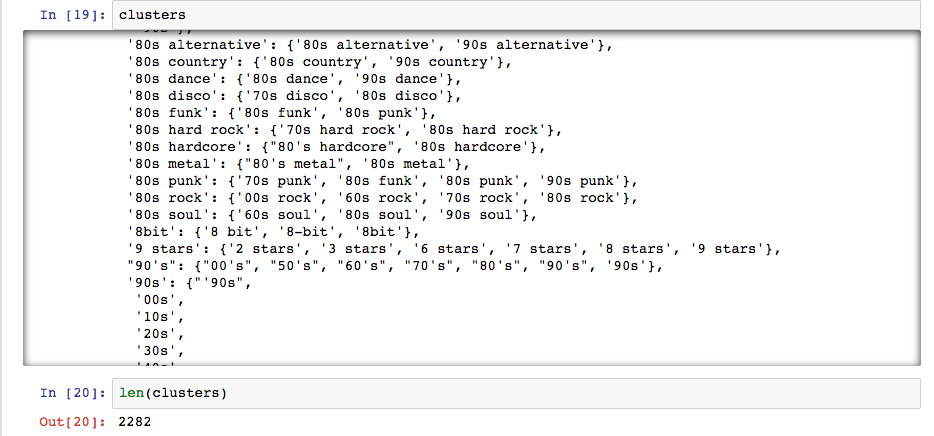 In [19]: clusters
'80s alternative': {'80s alternative', '90s alternative'},
'80s country': {'80s country', '90s country'},
'80s dance': {'80s dance', '90s dance'},
'80s disco': {'70s disco', '80s disco'},
'80s funk': {'80s funk', '80s punk'},
'80s hard rock': {'70s hard rock', '80s hard rock'},
'80s hardcore': {"80's hardcore", '80s hardcore'},
'80s metal': {"80's metal", '80s metal'},
'80s punk': {'70s punk', '80s funk', '80s punk', '90s punk'},
'80s rock': {'00s rock', '60s rock', '70s rock', '80s rock'},
'80s soul': {'60s soul', '80s soul', '90s soul'},
'8bit': {'8 bit', '8-bit', '8bit'},
'9 stars': {'2 stars', '3 stars', '6 stars', '7 stars', '8 stars', '9 stars'},
"90's": {"00's", "50's", "60's", "70's", "80's", "90's", '90s'},
'90s': {"'90s",
'00s',
'10s',
'20s',
'30s',
In [20]: len(clusters)
Out[20]: 2282